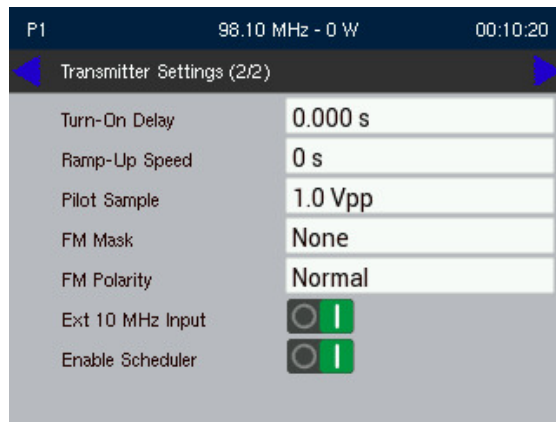 P1 98.10 MHz - 0 W 00:10:20
Transmitter Settings (2/2)
Turn-On Delay 0.000 s
Ramp-Up Speed 0 s
Pilot Sample 1.0 Vpp
FM Mask None
FM Polarity Normal
Ext 10 MHz Input
Enable Scheduler